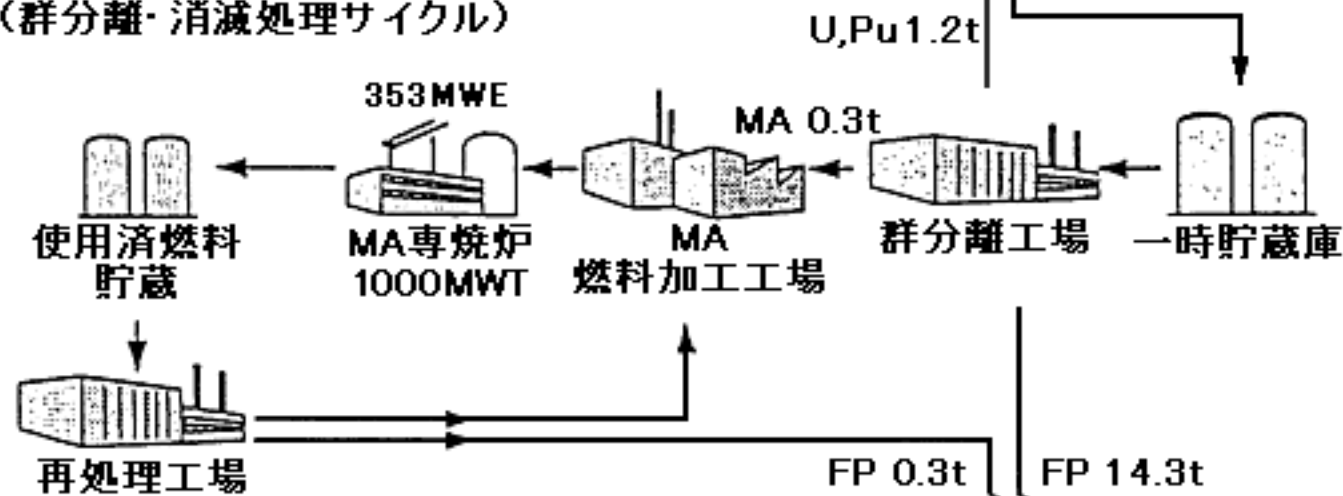 (群分離・消滅処理サイクル)
U,Pu1.2t
353MWE
MA 0.3t
使用済燃料
貯蔵
MA専焼炉
1000MWT
MA
燃料加工工場
群分離工場
一時貯蔵庫
再処理工場
FP 0.3t
FP 14.3t